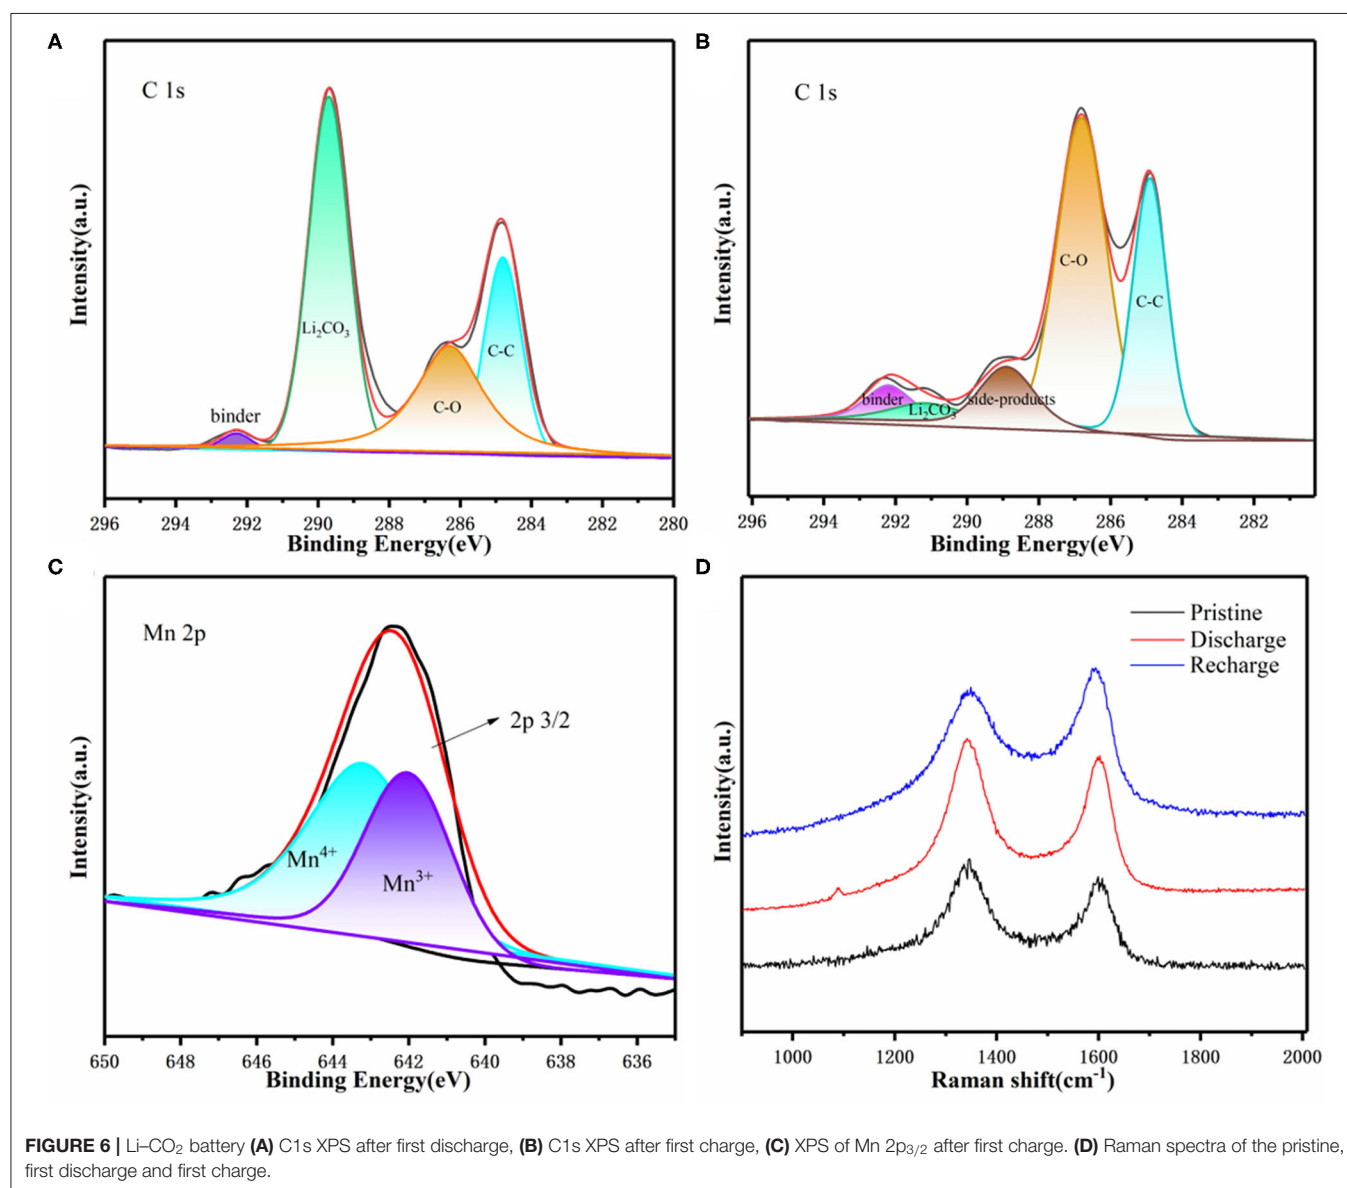 A
C 1s
Intensity(a.u.)
Li₂CO₃
binder
C-O
C-C
296 294 292 290 288 286 284 282 280
Binding Energy(eV)
B
C 1s
Intensity(a.u.)
C-O
C-C
binder
Li₂CO₃
side-products
296 294 292 290 288 286 284 282
Binding Energy(eV)
C
Mn 2p
Intensity(a.u.)
2p 3/2
Mn⁴⁺
Mn³⁺
650 648 646 644 642 640 638 636
Binding Energy(eV)
D
Pristine
Discharge
Recharge
Intensity(a.u.)
1000 1200 1400 1600 1800 2000
Raman shift(cm⁻¹)
FIGURE 6 | Li–CO₂ battery (A) C1s XPS after first discharge, (B) C1s XPS after first charge, (C) XPS of Mn 2p₃/₂ after first charge. (D) Raman spectra of the pristine,
first discharge and first charge.